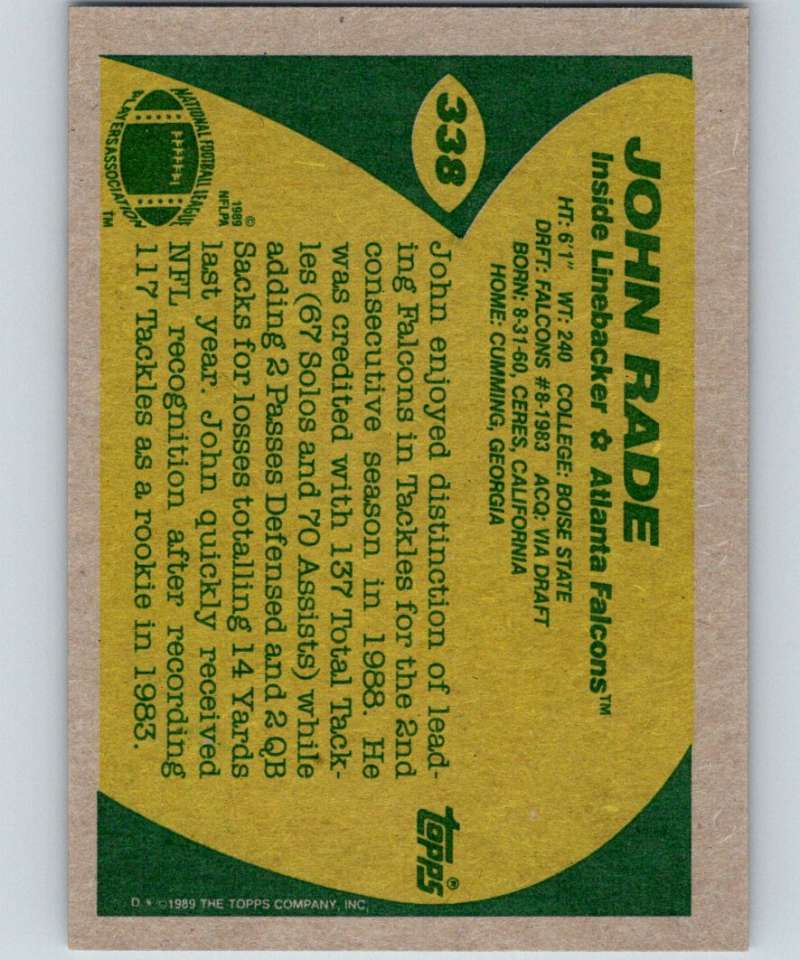 338
JOHN RADE
Inside Linebacker ✿ Atlanta Falcons™
HT: 6'1" WT: 240 COLLEGE: BOISE STATE
DRFT: FALCONS #8-1983 ACQ: VIA DRAFT
BORN: 8-31-60, CERES, CALIFORNIA
HOME: CUMMING, GEORGIA
John enjoyed distinction of lead-
ing Falcons in Tackles for the 2nd
consecutive season in 1988. He
was credited with 137 Total Tack-
les (67 Solos and 70 Assists) while
adding 2 Passes Defensed and 2 QB
Sacks for losses totalling 14 Yards
last year. John quickly received
NFL recognition after recording
117 Tackles as a rookie in 1983.
NATIONAL FOOTBALL LEAGUE
PLAYERS ASSOCIATION™
©
1989
NFLPA
topps®
D. * ©1989 THE TOPPS COMPANY, INC.